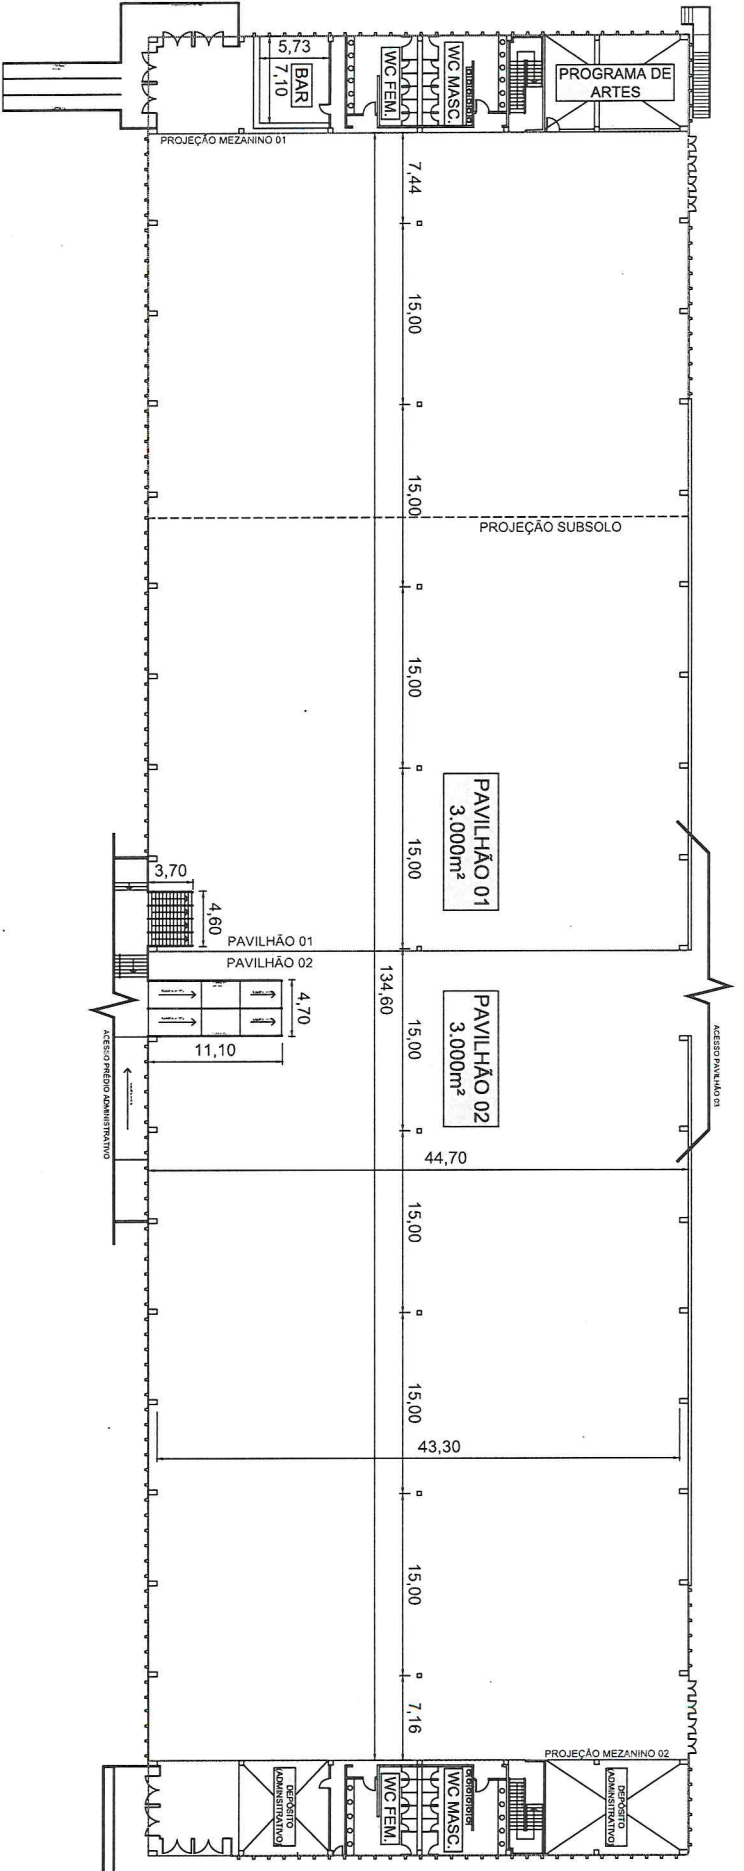 5,73
7,10
BAR
WC FEM.
WC MASC.
PROGRAMA DE
ARTES
PROJEÇÃO MEZANINO 01
7,44
15,00
15,00
PROJEÇÃO SUBSOLO
15,00
PAVILHÃO 01
3.000m²
15,00
3,70
4,60
PAVILHÃO 01
PAVILHÃO 02
134,60
4,70
11,10
15,00
PAVILHÃO 02
3.000m²
ACESSO PRÉDIO ADMINISTRATIVO
ACESSO PAVILHÃO 03
44,70
15,00
15,00
43,30
15,00
7,16
PROJEÇÃO MEZANINO 02
DEPÓSITO
ADMINSITRATIVO
WC FEM.
WC MASC.
DEPÓSITO
ADMINSITRATIVO